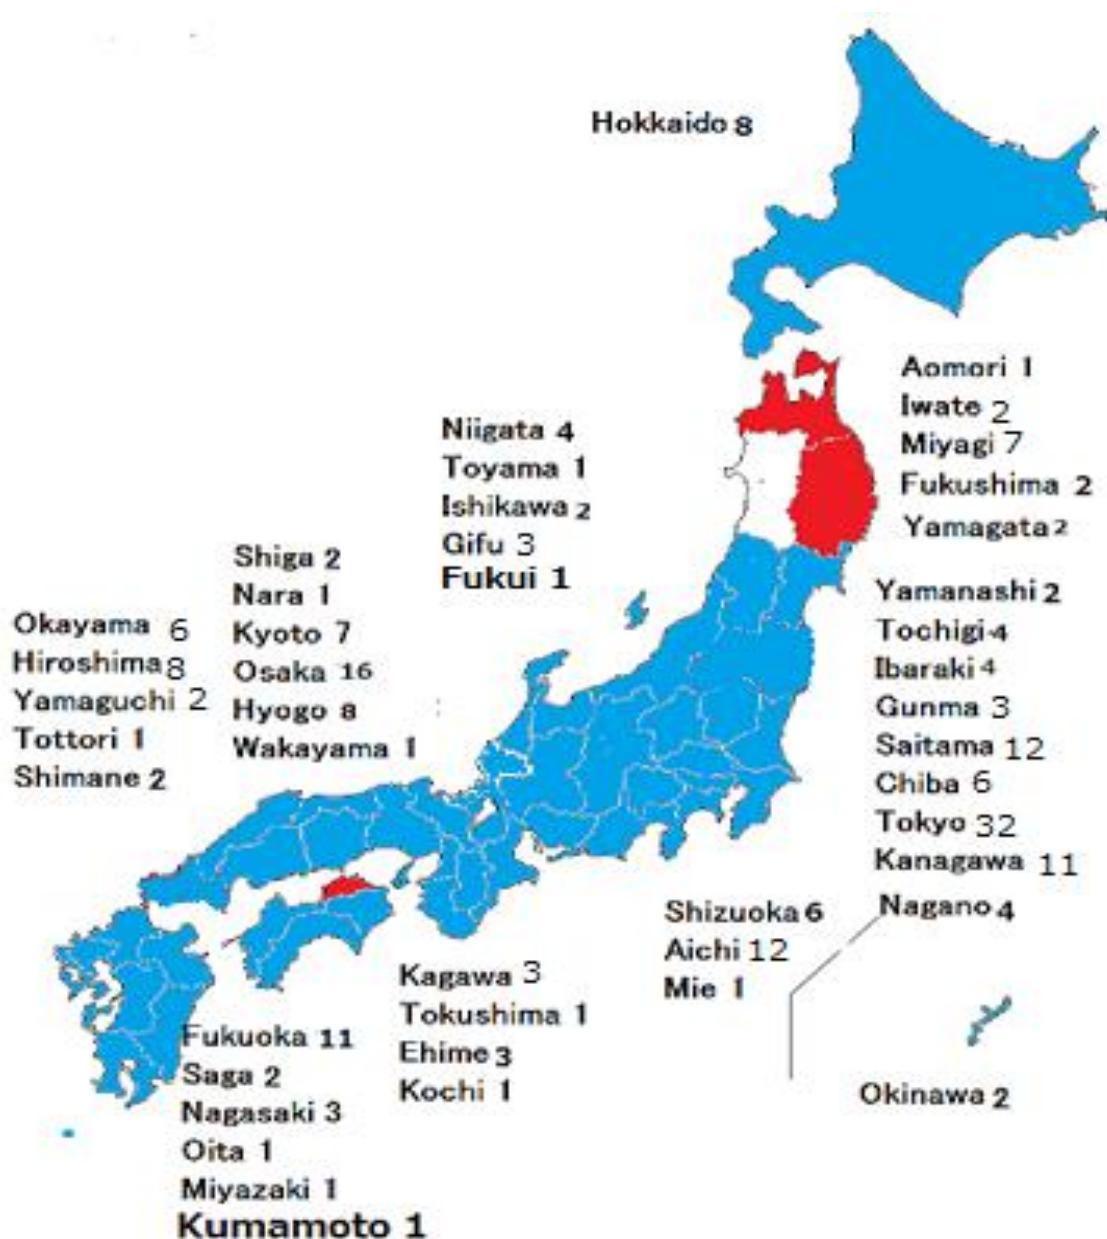 Hokkaido 8
Aomori 1
Iwate 2
Miyagi 7
Fukushima 2
Yamagata 2
Niigata 4
Toyama 1
Ishikawa 2
Gifu 3
Fukui 1
Shiga 2
Nara 1
Kyoto 7
Osaka 16
Hyogo 8
Wakayama 1
Okayama 6
Hiroshima 8
Yamaguchi 2
Tottori 1
Shimane 2
Yamanashi 2
Tochigi 4
Ibaraki 4
Gunma 3
Saitama 12
Chiba 6
Tokyo 32
Kanagawa 11
Nagano 4
Shizuoka 6
Aichi 12
Mie 1
Kagawa 3
Tokushima 1
Ehime 3
Kochi 1
Fukuoka 11
Saga 2
Nagasaki 3
Oita 1
Miyazaki 1
Kumamoto 1
Okinawa 2